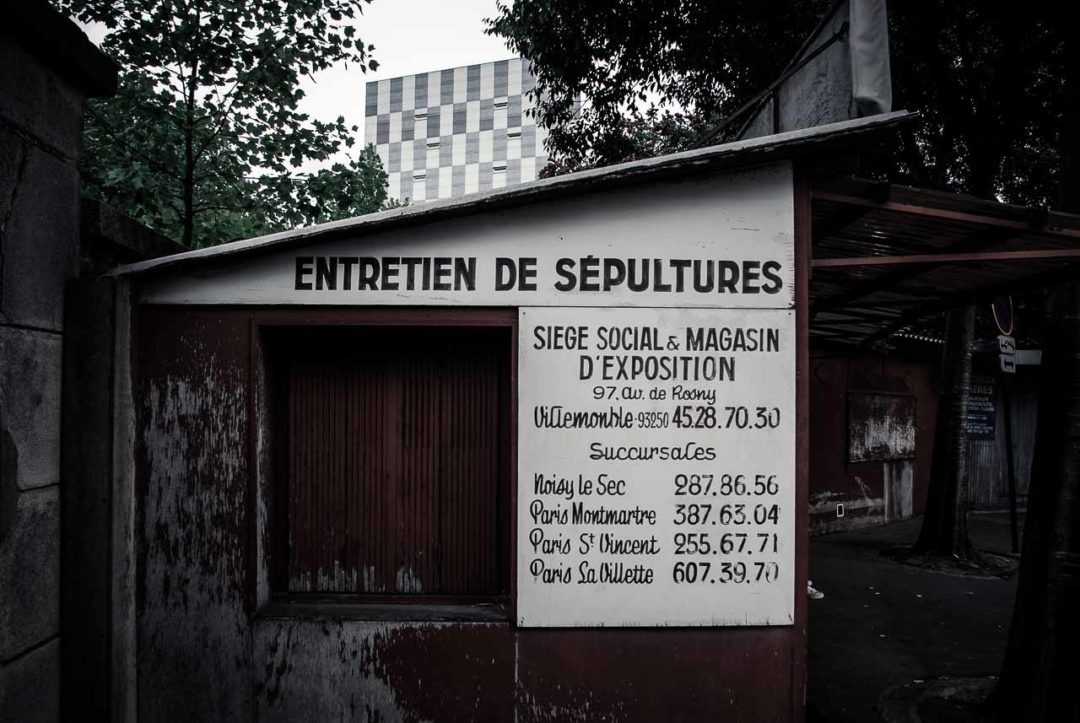 ENTRETIEN DE SÉPULTURES
SIEGE SOCIAL & MAGASIN
D'EXPOSITION
97. Av. de Rosny
Villemomble-93250 45.28.70.30
Succursales
Noisy le Sec 287.86.56
Paris Montmartre 387.63.04
Paris St Vincent 255.67.71
Paris La Villette 607.39.70